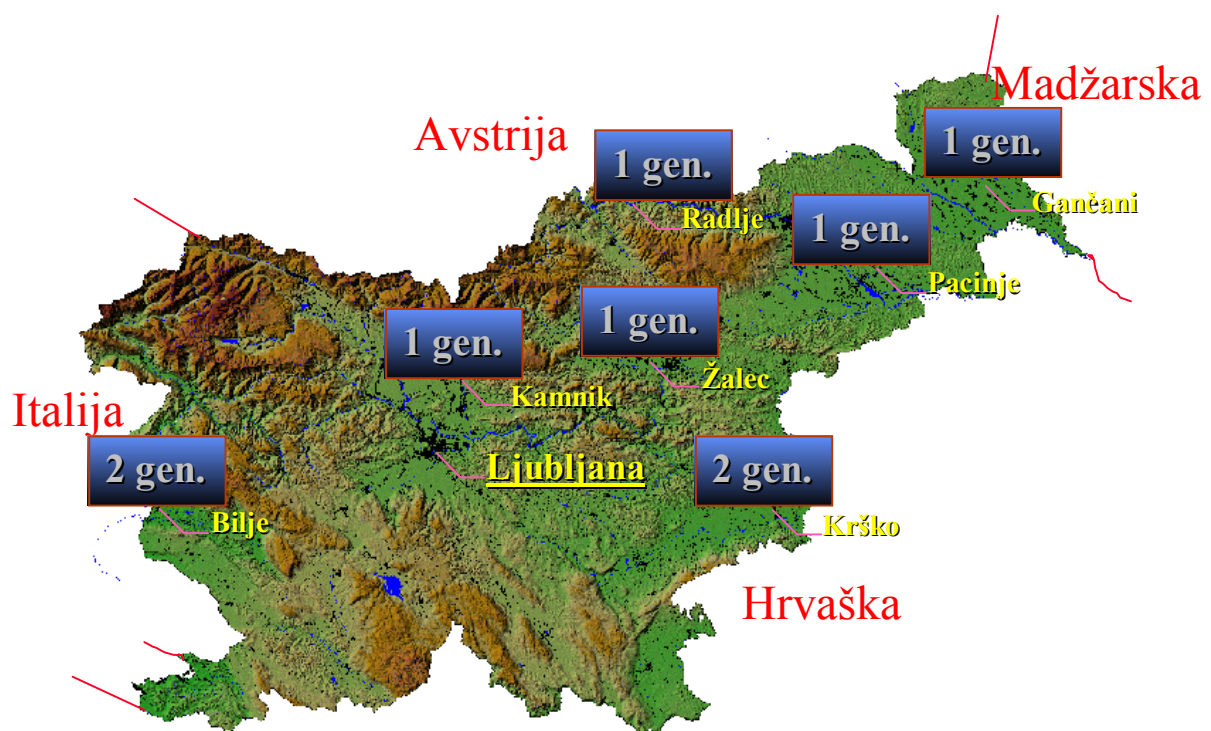 Madžarska
Avstrija
1 gen.
1 gen.
Gančani
Radlje
1 gen.
Pacinje
1 gen.
1 gen.
Žalec
Kamnik
Italija
2 gen.
Ljubljana
2 gen.
Bilje
Krško
Hrvaška